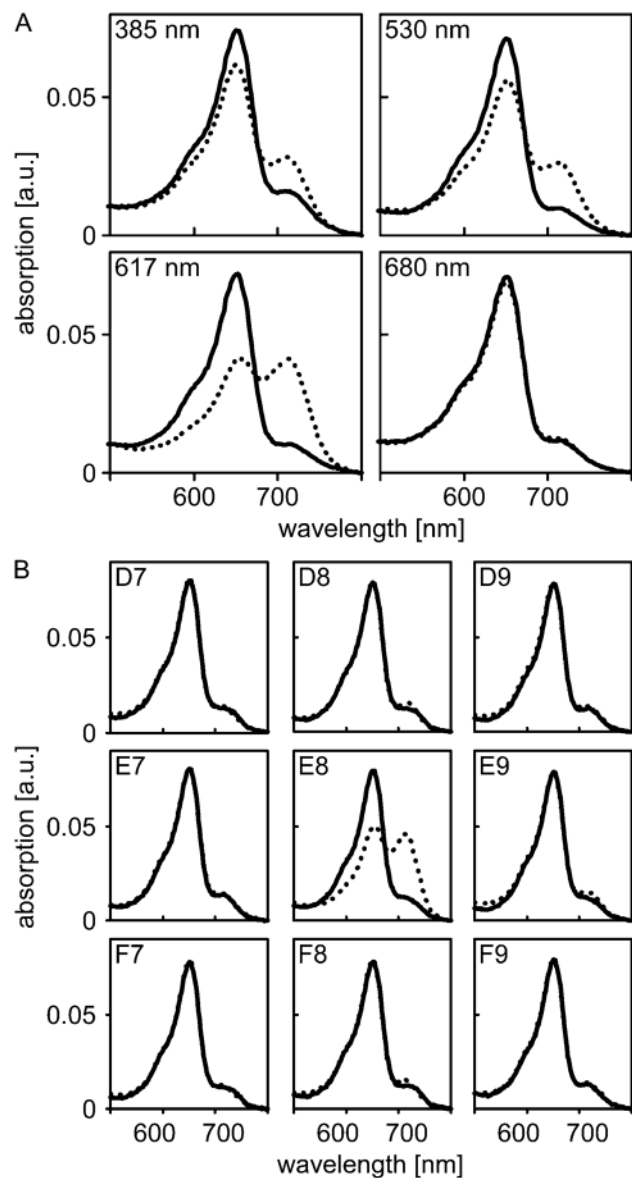 A
385 nm 530 nm
0.05
0
617 nm 680 nm
0.05
0
absorption [a.u.]
600 700 600 700
wavelength [nm]
B
D7 D8 D9
0.05
0
E7 E8 E9
0.05
0
absorption [a.u.]
F7 F8 F9
0.05
0
600 700 600 700 600 700
wavelength [nm]